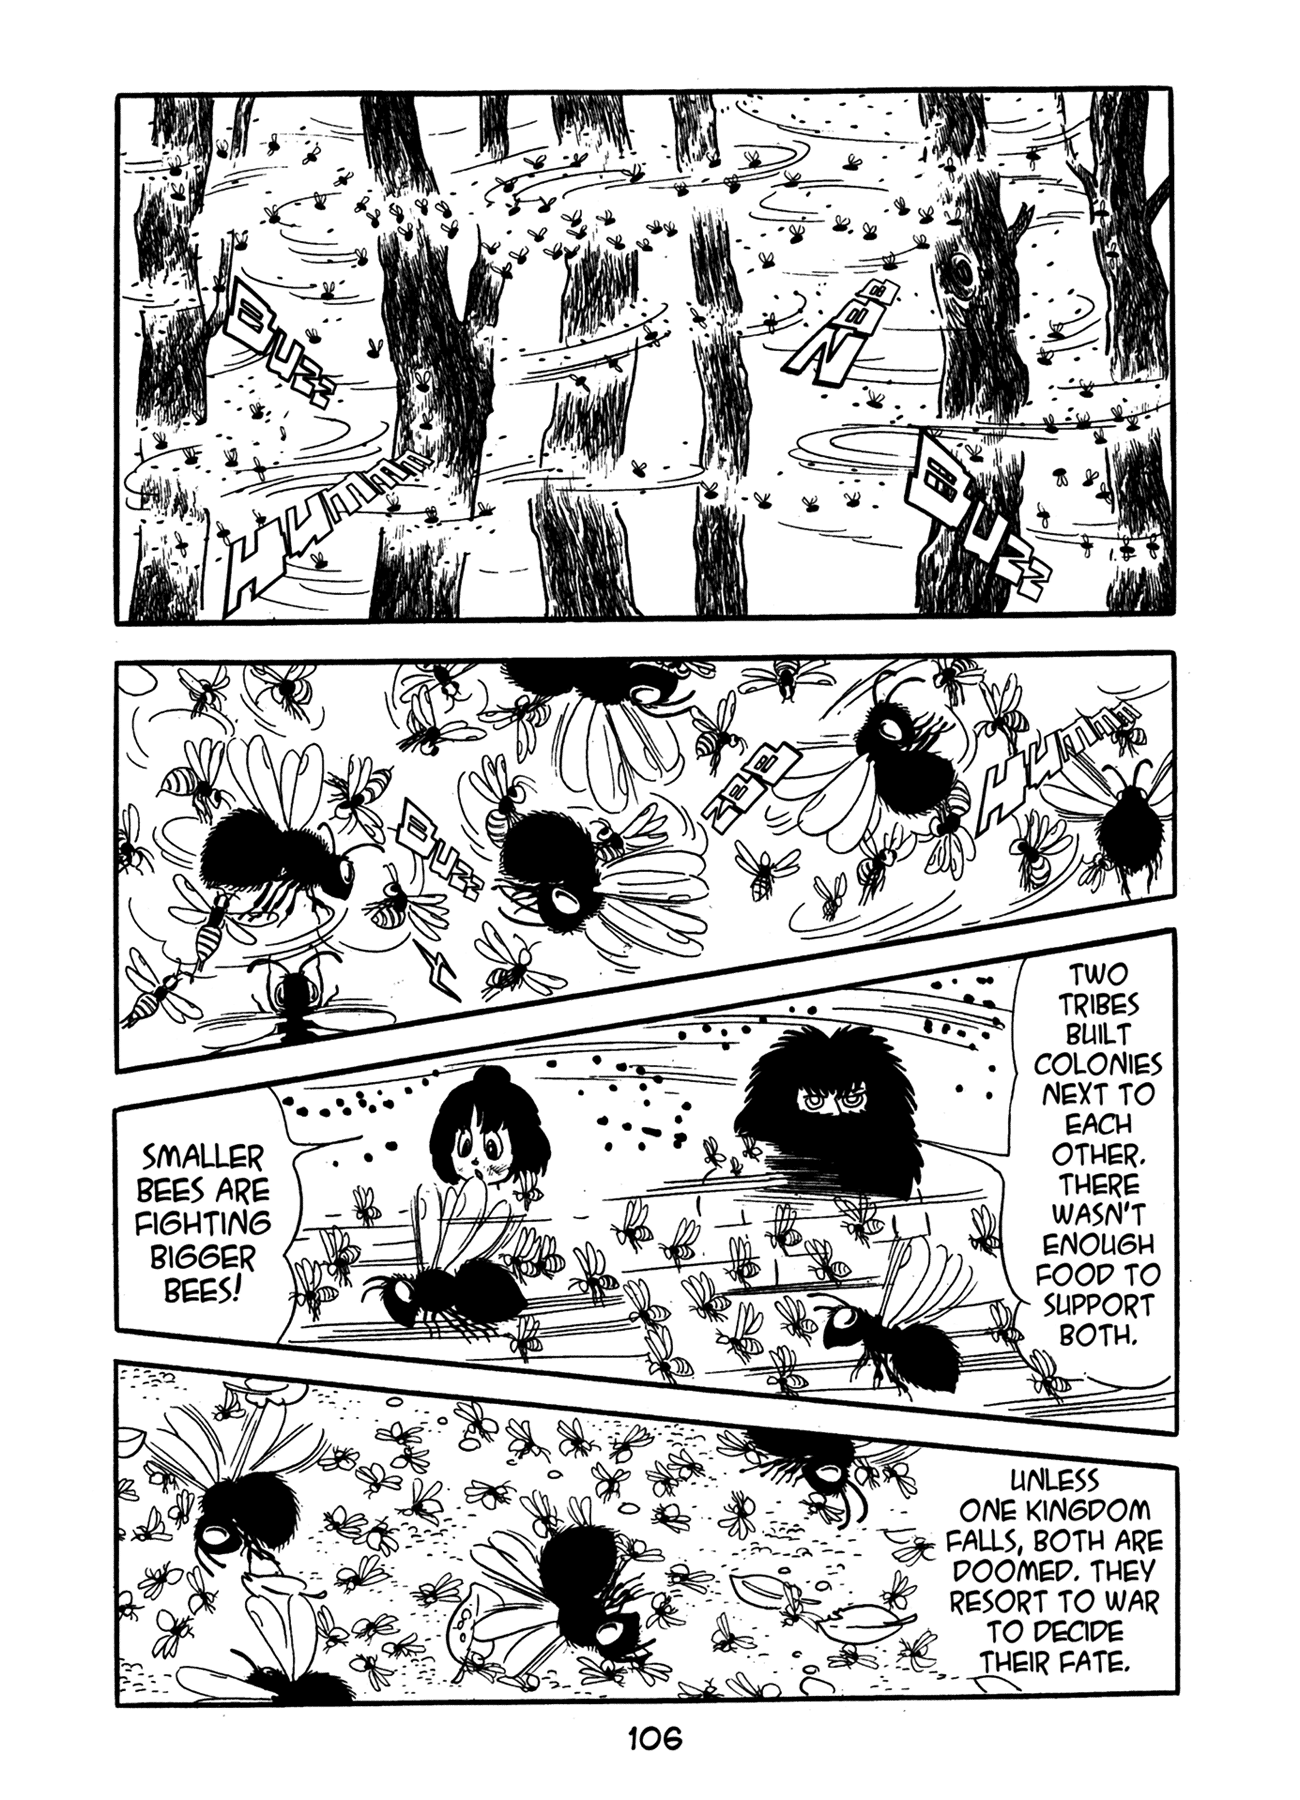 BUZZ
BZZZ
HUMMM
BUZZ
BZZZ
HUMMM
BUZZ
TWO
TRIBES
BUILT
COLONIES
NEXT TO
EACH
OTHER.
THERE
WASN'T
ENOUGH
FOOD TO
SUPPORT
BOTH.
SMALLER
BEES ARE
FIGHTING
BIGGER
BEES!
UNLESS
ONE KINGDOM
FALLS, BOTH ARE
DOOMED. THEY
RESORT TO WAR
TO DECIDE
THEIR FATE.
106